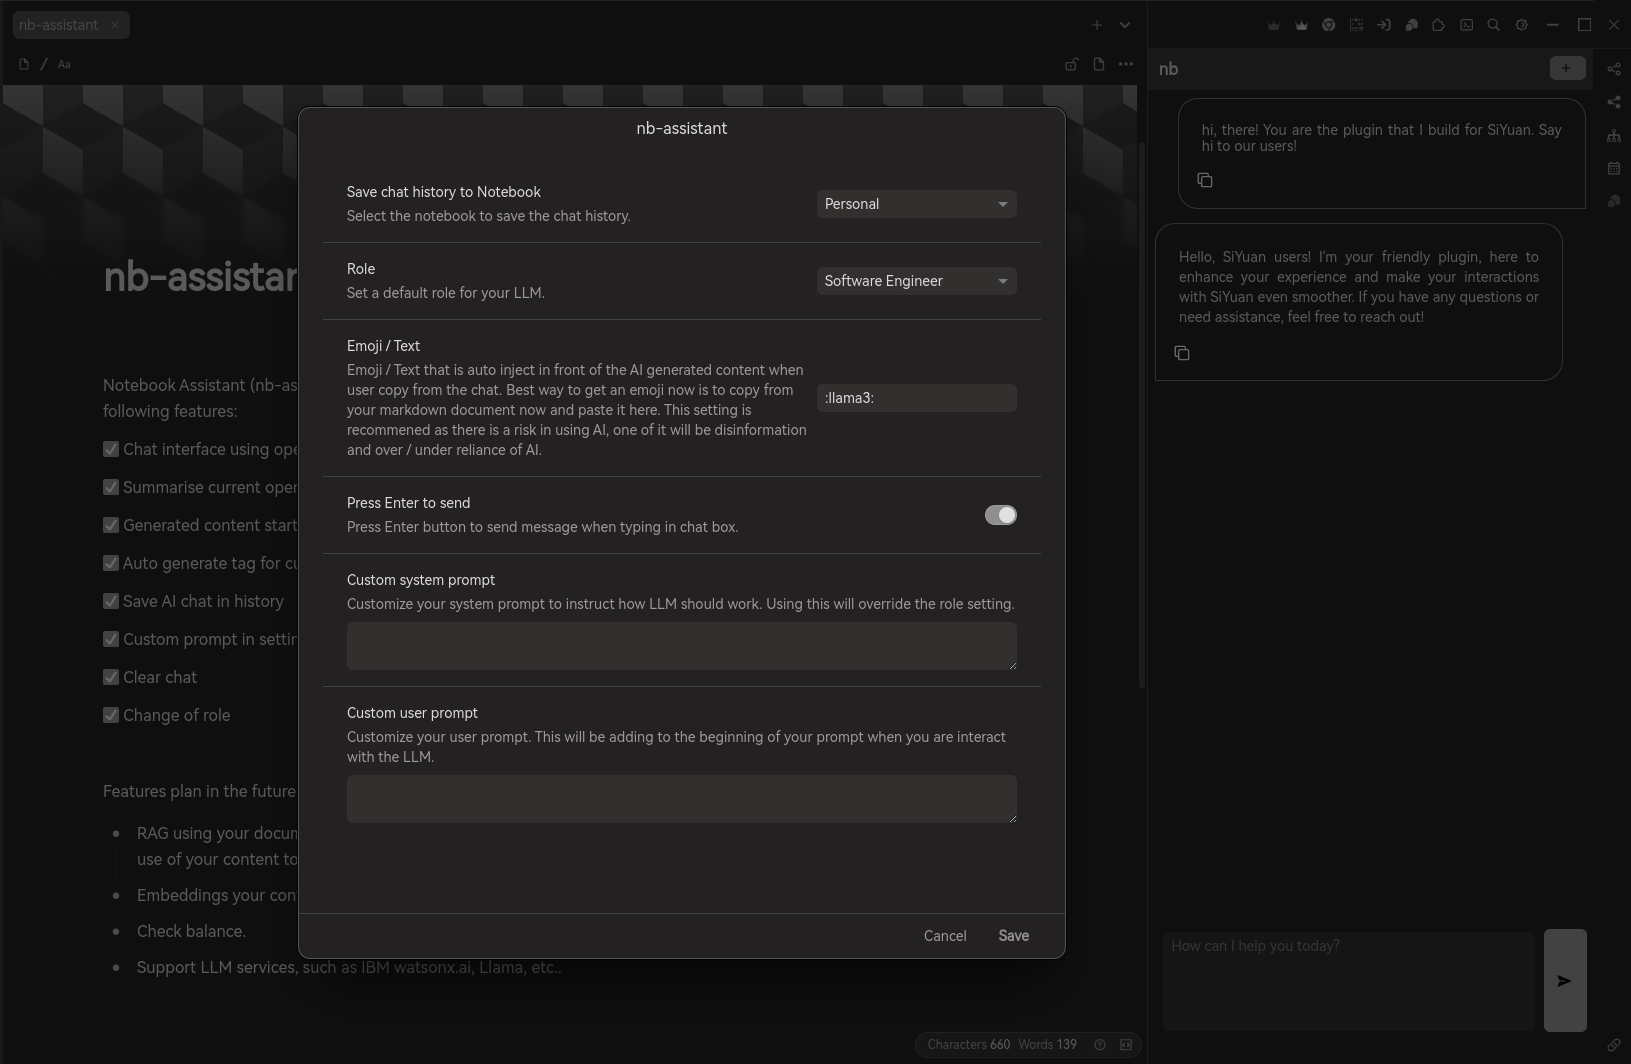 nb-assistant
Aa
nb-assistan
Notebook Assistant (nb-as
following features:
Chat interface using ope
Summarise current oper
Generated content start
Auto generate tag for cu
Save AI chat in history
Custom prompt in settin
Clear chat
Change of role
Features plan in the future
RAG using your docum
use of your content to
Embeddings your con
Check balance.
Support LLM services, such as IBM watsonx.ai, Llama, etc..
nb-assistant
Save chat history to Notebook
Select the notebook to save the chat history.
Personal
Role
Set a default role for your LLM.
Software Engineer
Emoji / Text
Emoji / Text that is auto inject in front of the AI generated content when
user copy from the chat. Best way to get an emoji now is to copy from
your markdown document now and paste it here. This setting is
recommened as there is a risk in using AI, one of it will be disinformation
and over / under reliance of AI.
:llama3:
Press Enter to send
Press Enter button to send message when typing in chat box.
Custom system prompt
Customize your system prompt to instruct how LLM should work. Using this will override the role setting.
Custom user prompt
Customize your user prompt. This will be adding to the beginning of your prompt when you are interact
with the LLM.
Cancel
Save
Characters 660 Words 139
nb
+
hi, there! You are the plugin that I build for SiYuan. Say
hi to our users!
Hello, SiYuan users! I'm your friendly plugin, here to
enhance your experience and make your interactions
with SiYuan even smoother. If you have any questions or
need assistance, feel free to reach out!
How can I help you today?